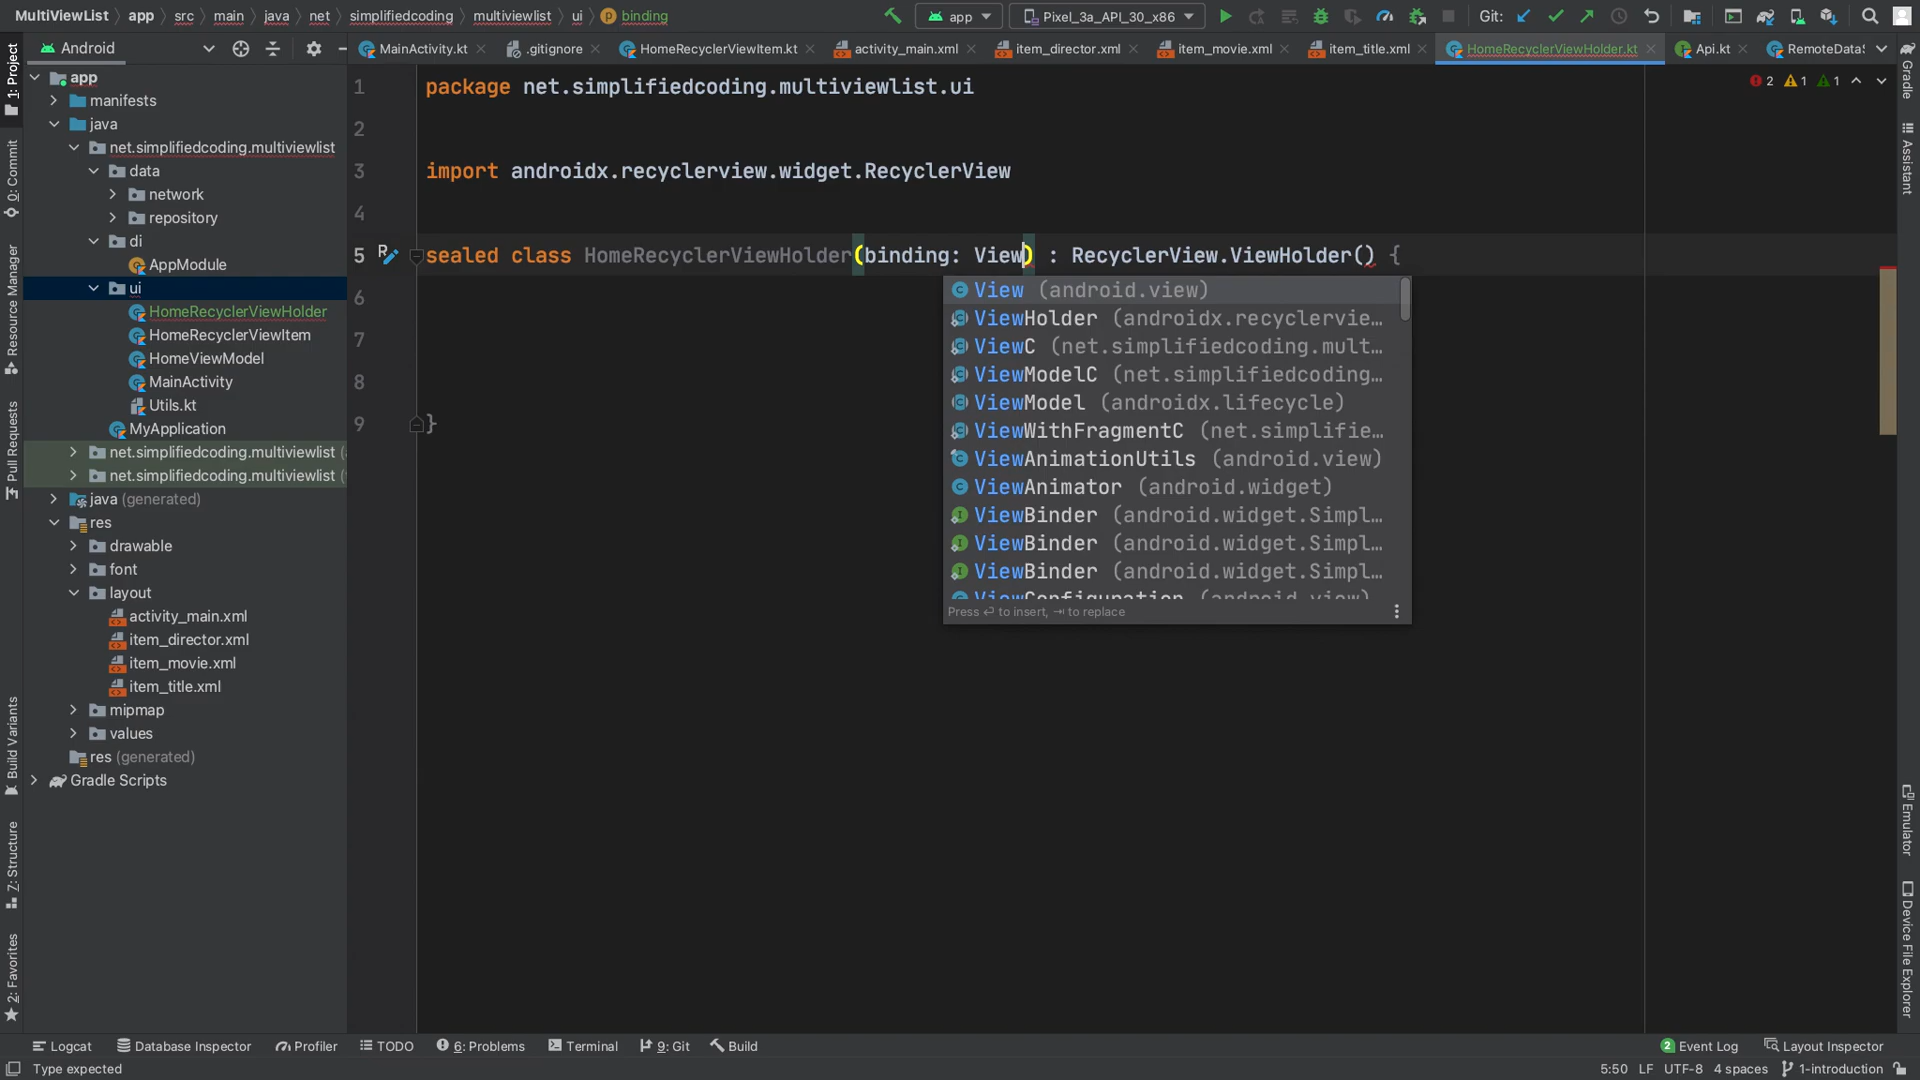 MultiViewList app src main java net simplifiedcoding multiviewlist ui binding
app Pixel_3a_API_30_x86 Git:
Android
MainActivity.kt .gitignore HomeRecyclerViewItem.kt activity_main.xml item_director.xml item_movie.xml item_title.xml HomeRecyclerViewHolder.kt Api.kt RemoteDataS
2 1 1
1: Project
0: Commit
Resource Manager
Pull Requests
Build Variants
7: Structure
2: Favorites
app
manifests
java
net.simplifiedcoding.multiviewlist
data
network
repository
di
AppModule
ui
HomeRecyclerViewHolder
HomeRecyclerViewItem
HomeViewModel
MainActivity
Utils.kt
MyApplication
net.simplifiedcoding.multiviewlist (
net.simplifiedcoding.multiviewlist (
java (generated)
res
drawable
font
layout
activity_main.xml
item_director.xml
item_movie.xml
item_title.xml
mipmap
values
res (generated)
Gradle Scripts
1 package net.simplifiedcoding.multiviewlist.ui
2
3 import androidx.recyclerview.widget.RecyclerView
4
5 sealed class HomeRecyclerViewHolder(binding: View) : RecyclerView.ViewHolder() {
6
7
8
9 }
View (android.view)
ViewHolder (androidx.recyclervie…
ViewC (net.simplifiedcoding.mult…
ViewModelC (net.simplifiedcoding…
ViewModel (androidx.lifecycle)
ViewWithFragmentC (net.simplifie…
ViewAnimationUtils (android.view)
ViewAnimator (android.widget)
ViewBinder (android.widget.Simpl…
ViewBinder (android.widget.Simpl…
ViewBinder (android.widget.Simpl…
ViewConfiguration (android.view)
Press ↵ to insert, ⇥ to replace
Gradle
Assistant
Emulator
Device File Explorer
Logcat Database Inspector Profiler TODO 6: Problems Terminal 9: Git Build 2 Event Log Layout Inspector
Type expected 5:50 LF UTF-8 4 spaces 1-introduction